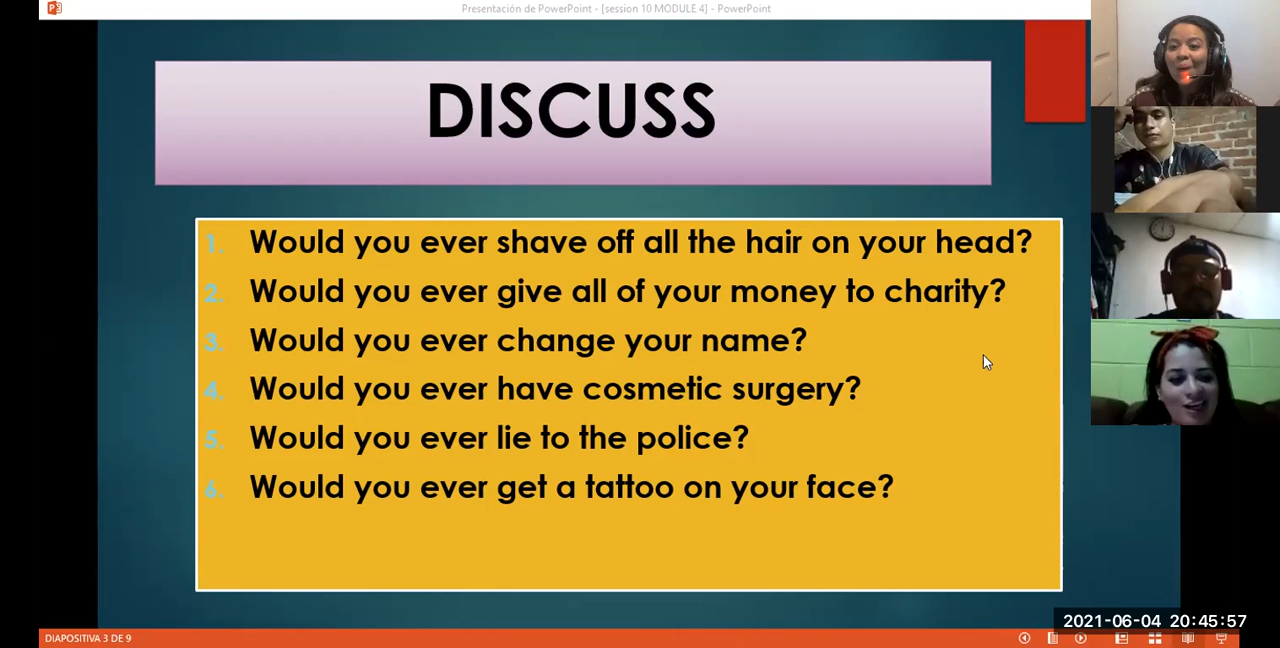 Presentación de PowerPoint - [session 10 MODULE 4] - PowerPoint
DISCUSS
1. Would you ever shave off all the hair on your head?
2. Would you ever give all of your money to charity?
3. Would you ever change your name?
4. Would you ever have cosmetic surgery?
5. Would you ever lie to the police?
6. Would you ever get a tattoo on your face?
2021-06-04 20:45:57
DIAPOSITIVA 3 DE 9